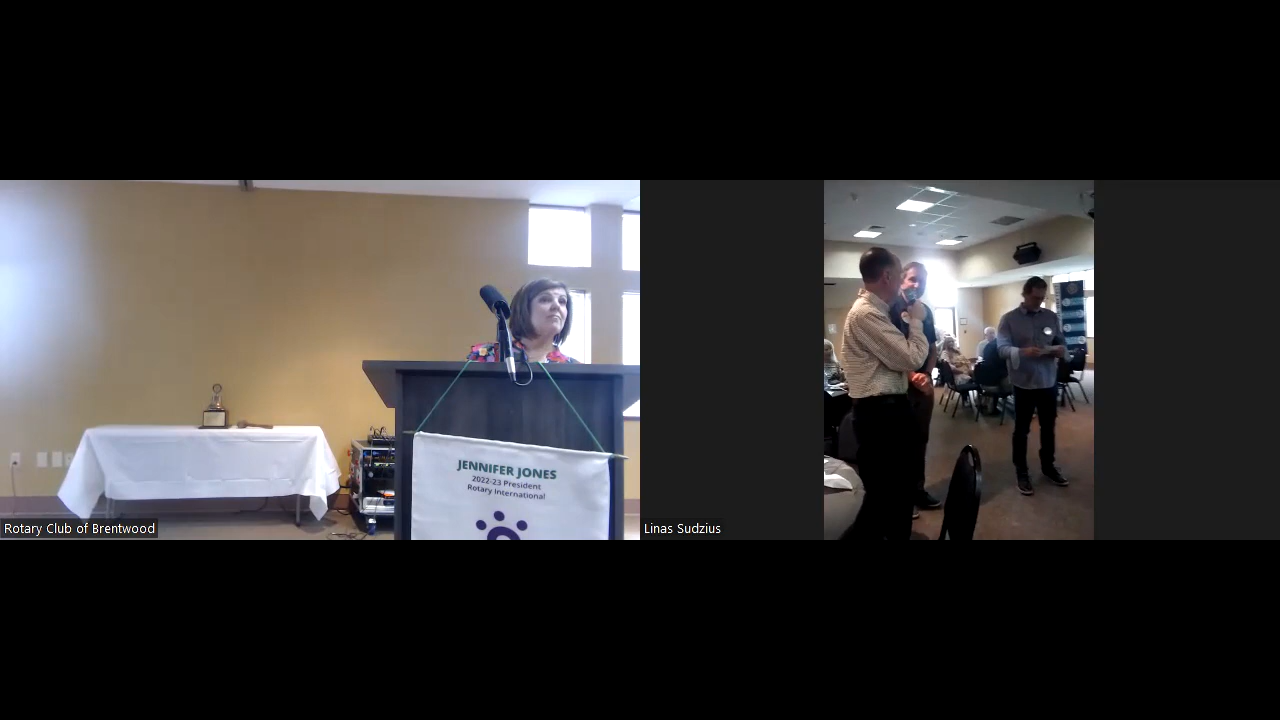 JENNIFER JONES
2022-23 President
Rotary International
Rotary Club of Brentwood
Linas Sudzius